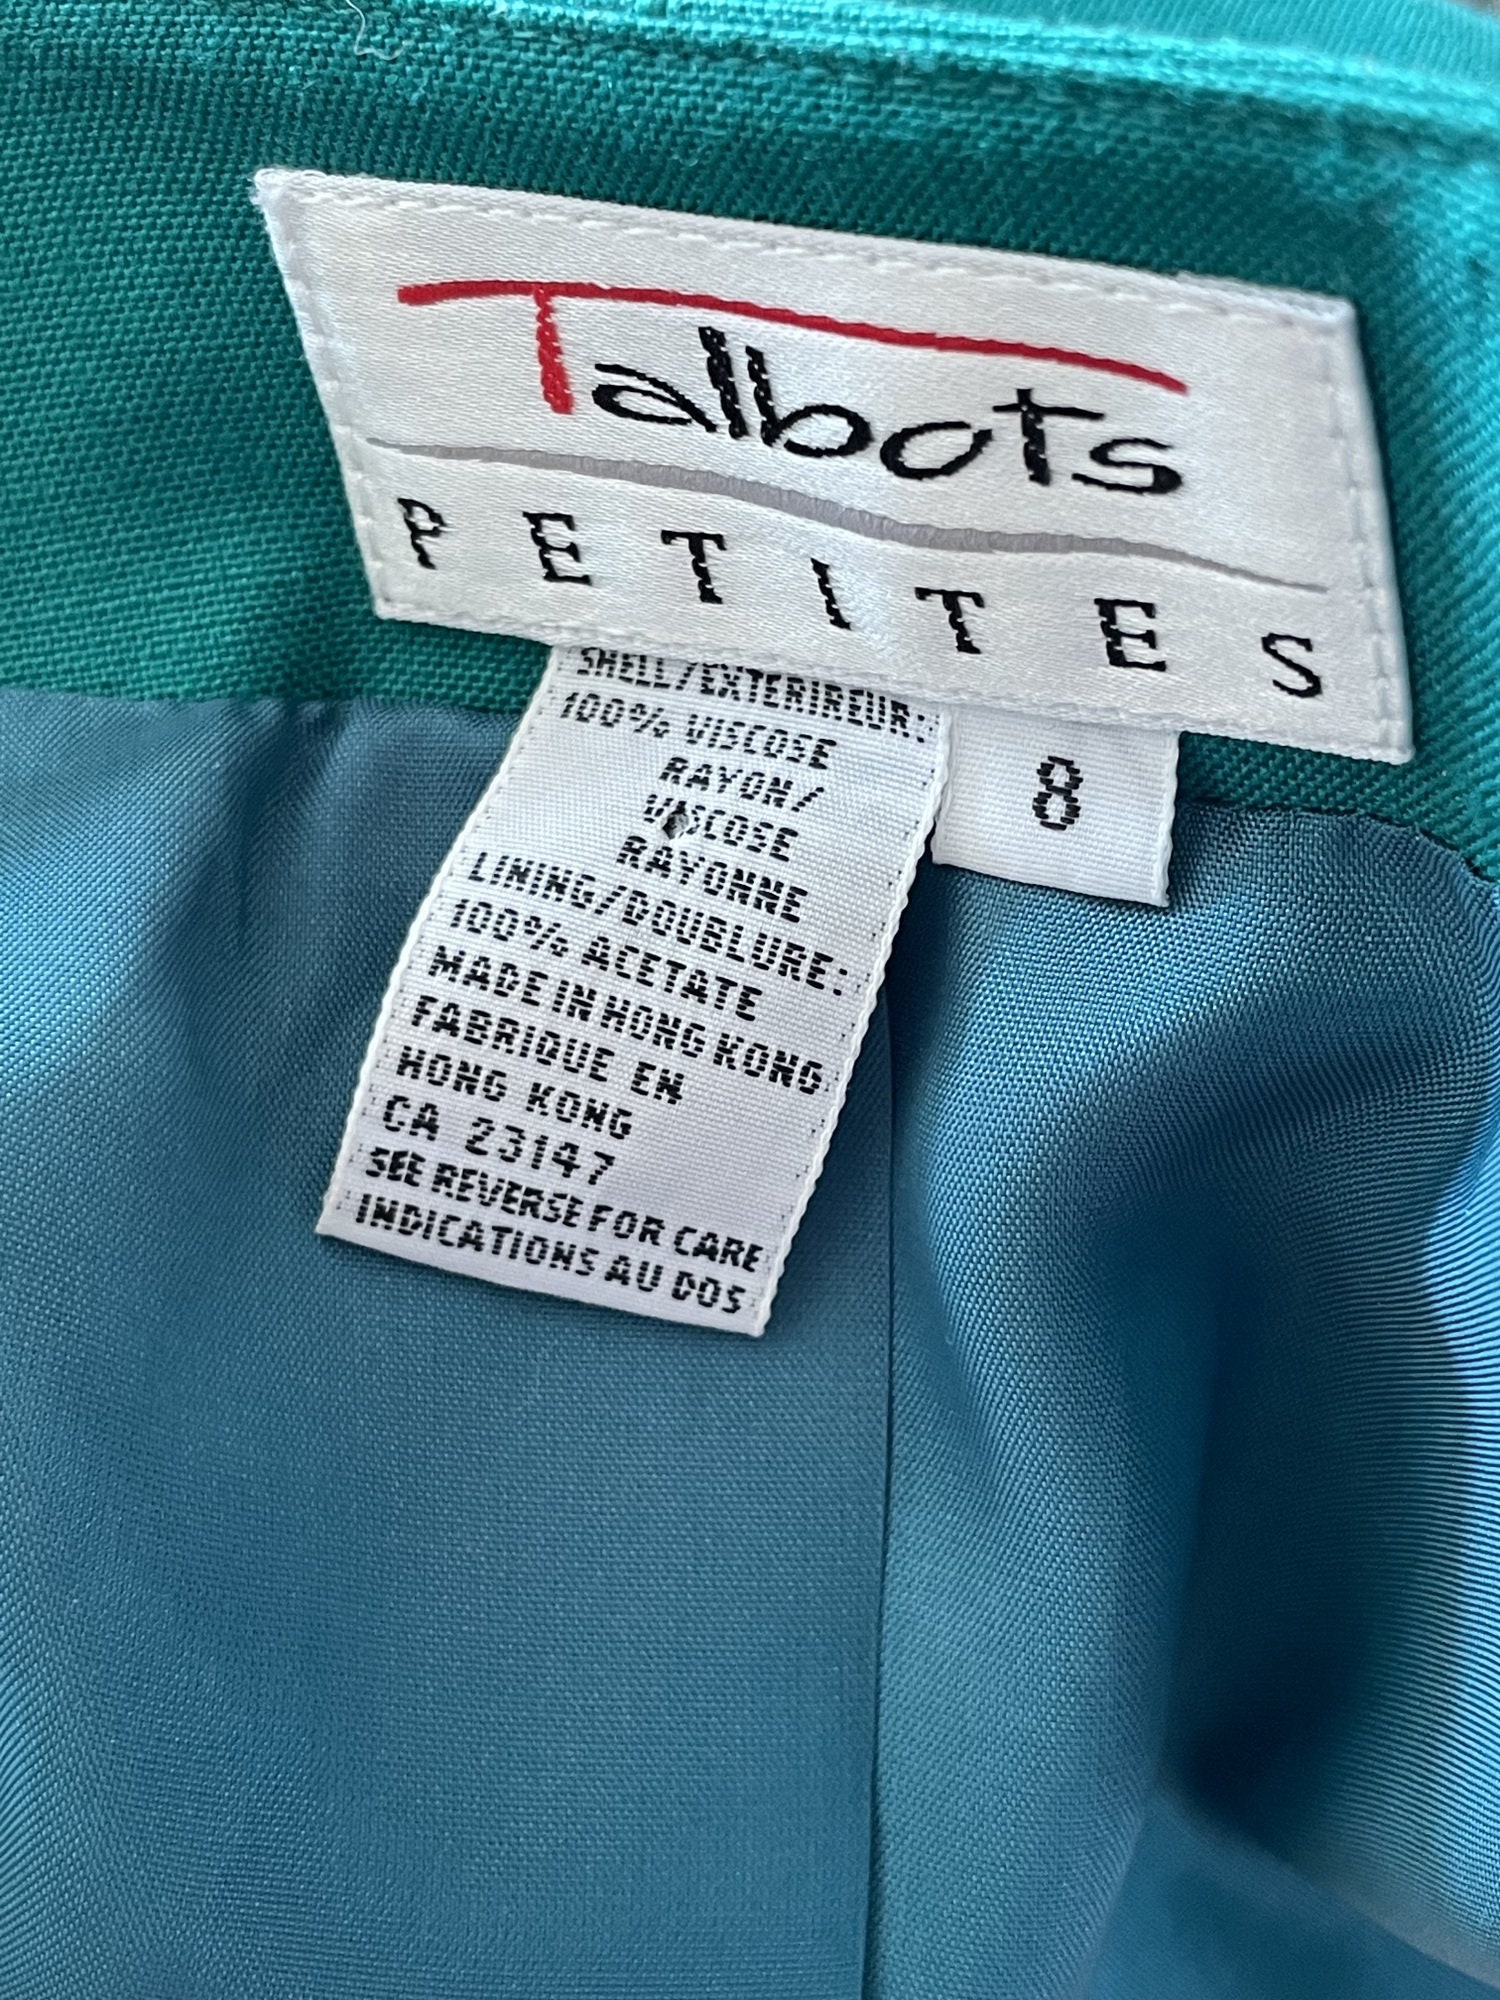 Talbots
PETITES
8
SHELL/EXTERIREUR:
100% VISCOSE
RAYON/
VISCOSE
RAYONNE
LINING/DOUBLURE:
100% ACETATE
MADE IN HONG KONG
FABRIQUE EN
HONG KONG
CA 23147
SEE REVERSE FOR CARE
INDICATIONS AU DOS